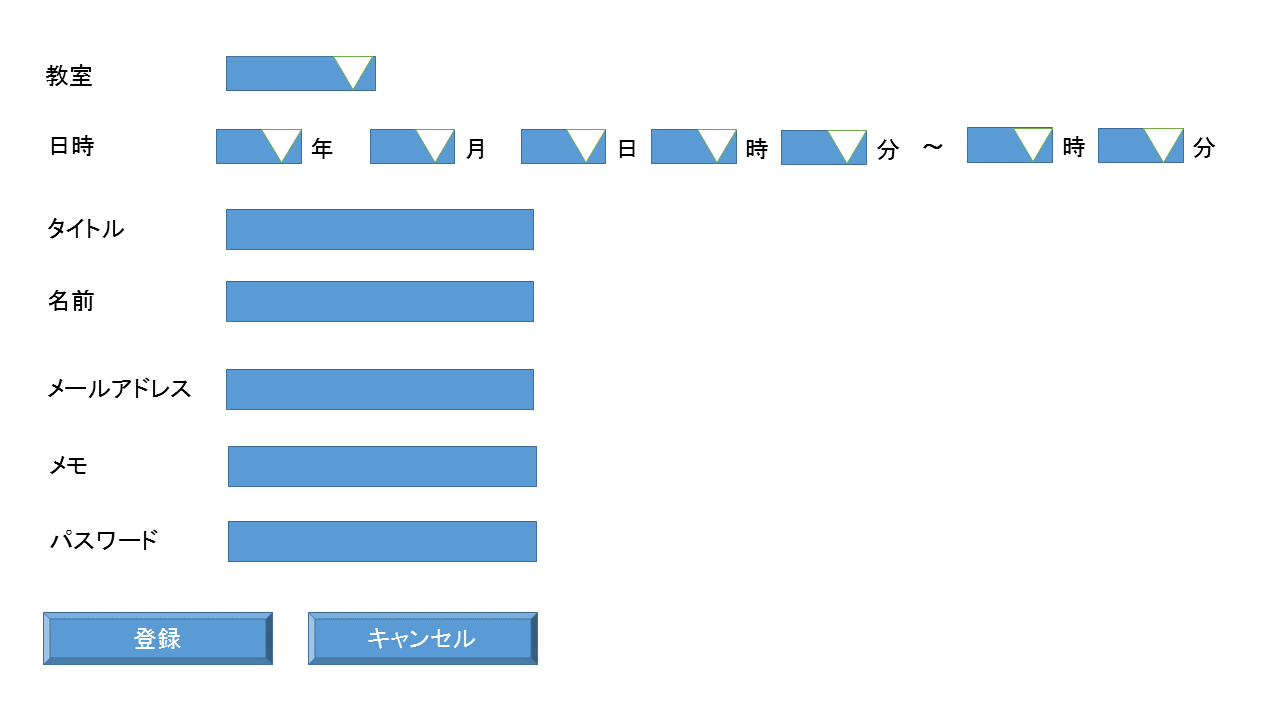 教室
日時 年 月 日 時 分 ～ 時 分
タイトル
名前
メールアドレス
メモ
パスワード
登録 キャンセル